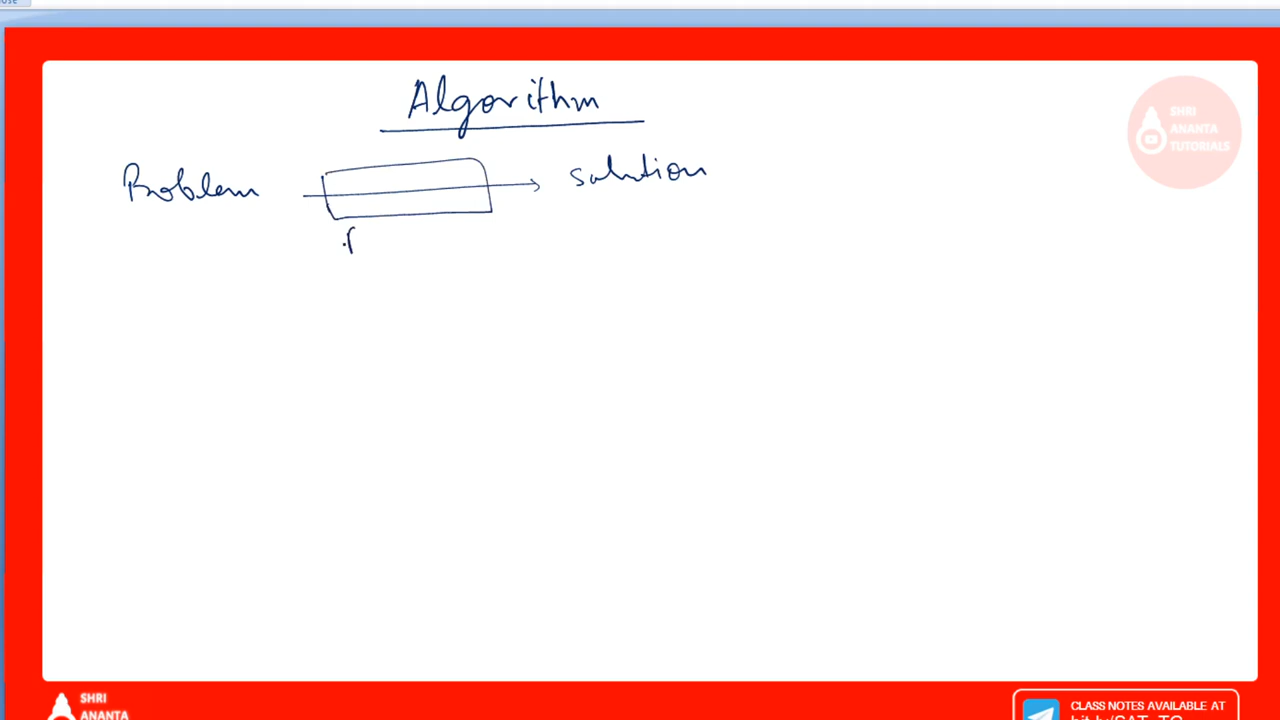 Algorithm
Problem → solution
SHRI
ANANTA
TUTORIALS
SHRI
ANANTA
CLASS NOTES AVAILABLE AT